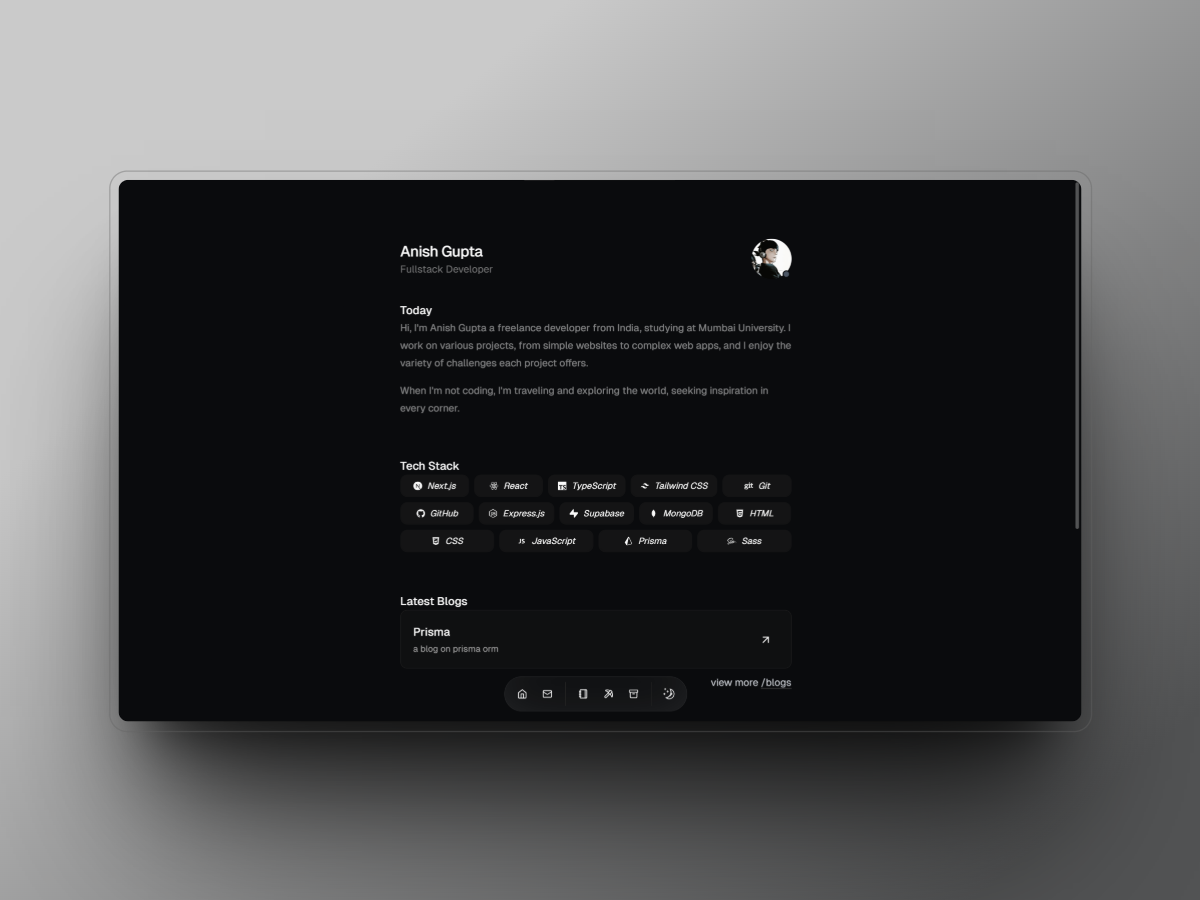 Anish Gupta
Fullstack Developer
Today
Hi, I'm Anish Gupta a freelance developer from India, studying at Mumbai University. I
work on various projects, from simple websites to complex web apps, and I enjoy the
variety of challenges each project offers.
When I'm not coding, I'm traveling and exploring the world, seeking inspiration in
every corner.
Tech Stack
Next.js React TS TypeScript Tailwind CSS git Git
GitHub Express.js Supabase MongoDB HTML
CSS JS JavaScript Prisma Sass
Latest Blogs
Prisma
a blog on prisma orm
view more /blogs